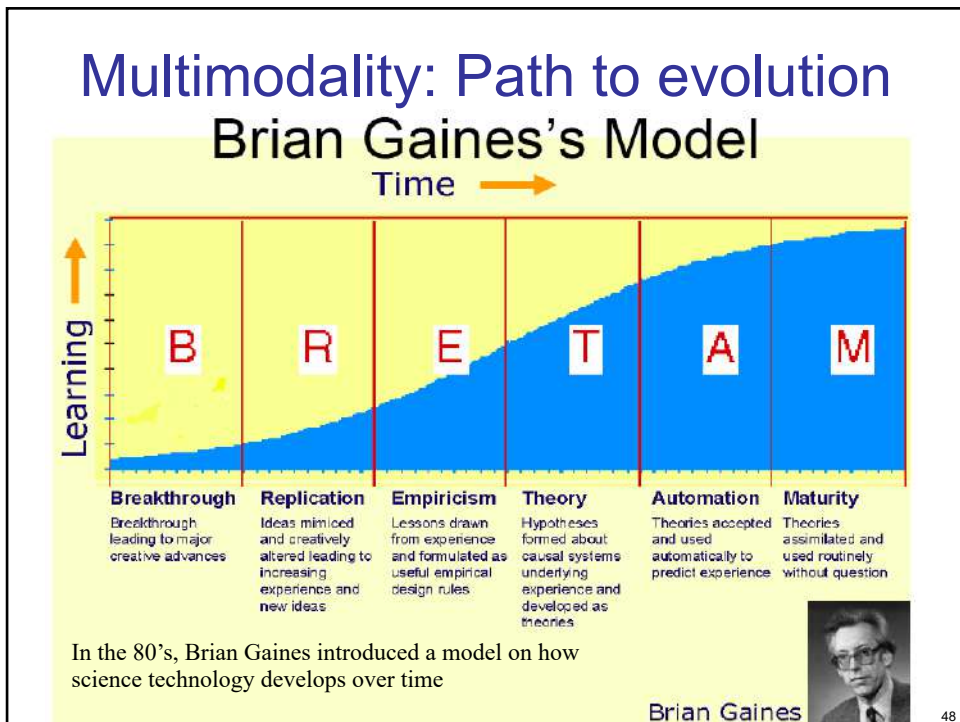 Multimodality: Path to evolution
Brian Gaines's Model
Time
Learning
B R E T A M
Breakthrough
Breakthrough
leading to major
creative advances
Replication
Ideas mimiced
and creatively
altered leading to
increasing
experience and
new ideas
Empiricism
Lessons drawn
from experience
and formulated as
useful empirical
design rules
Theory
Hypotheses
formed about
causal systems
underlying
experience and
developed as
theories
Automation
Theories accepted
and used
automatically to
predict experience
Maturity
Theories
assimilated and
used routinely
without question
In the 80's, Brian Gaines introduced a model on how
science technology develops over time
Brian Gaines
48